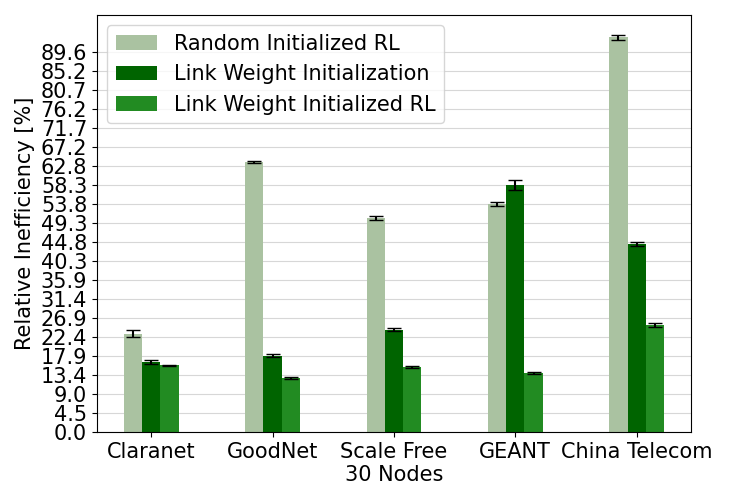 Random Initialized RL
Link Weight Initialization
Link Weight Initialized RL
Relative Inefficiency [%]
89.6
85.2
80.7
76.2
71.7
67.2
62.8
58.3
53.8
49.3
44.8
40.3
35.9
31.4
26.9
22.4
17.9
13.4
9.0
4.5
0.0
Claranet
GoodNet
Scale Free
30 Nodes
GEANT
China Telecom